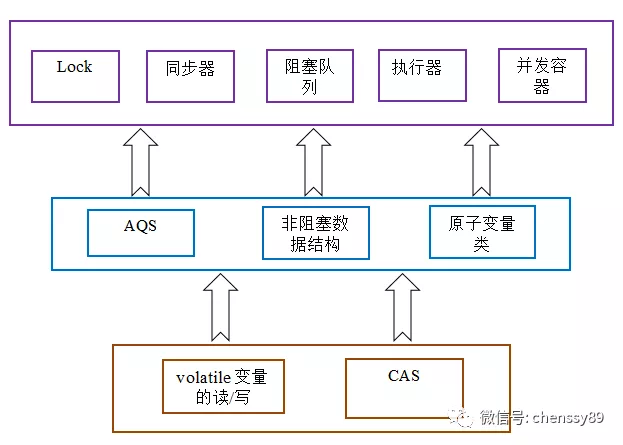 Lock
同步器
阻塞队
列
执行器
并发容
器
AQS
非阻塞数
据结构
原子变量
类
volatile 变量
的读/写
CAS
微信号: chenssy89